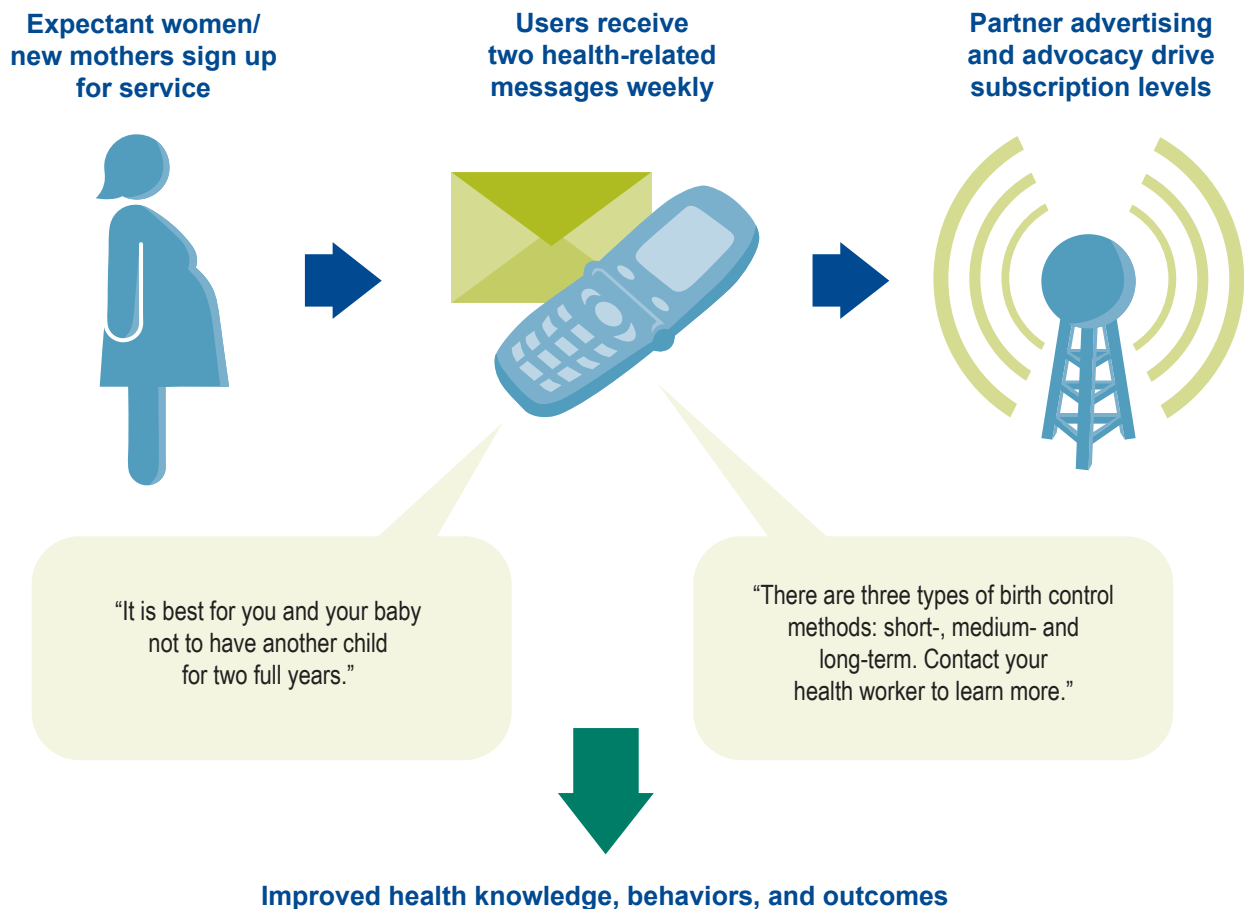 Expectant women/
new mothers sign up
for service
Users receive
two health-related
messages weekly
Partner advertising
and advocacy drive
subscription levels
“It is best for you and your baby
not to have another child
for two full years.”
“There are three types of birth control
methods: short-, medium- and
long-term. Contact your
health worker to learn more.”
Improved health knowledge, behaviors, and outcomes